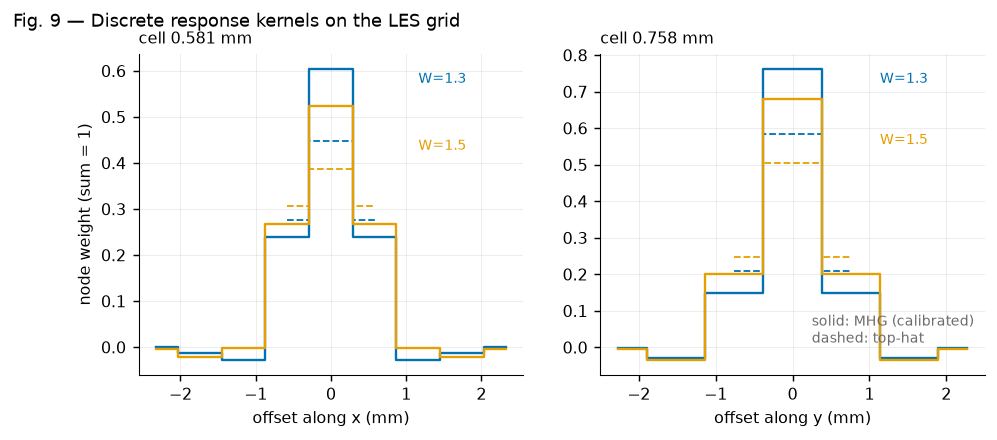 Fig. 9 — Discrete response kernels on the LES grid
cell 0.581 mm
node weight (sum = 1)
0.6
0.5
0.4
0.3
0.2
0.1
0.0
W=1.3
W=1.5
−2
−1
0
1
2
offset along x (mm)
cell 0.758 mm
0.8
0.7
0.6
0.5
0.4
0.3
0.2
0.1
0.0
W=1.3
W=1.5
solid: MHG (calibrated)
dashed: top-hat
−2
−1
0
1
2
offset along y (mm)